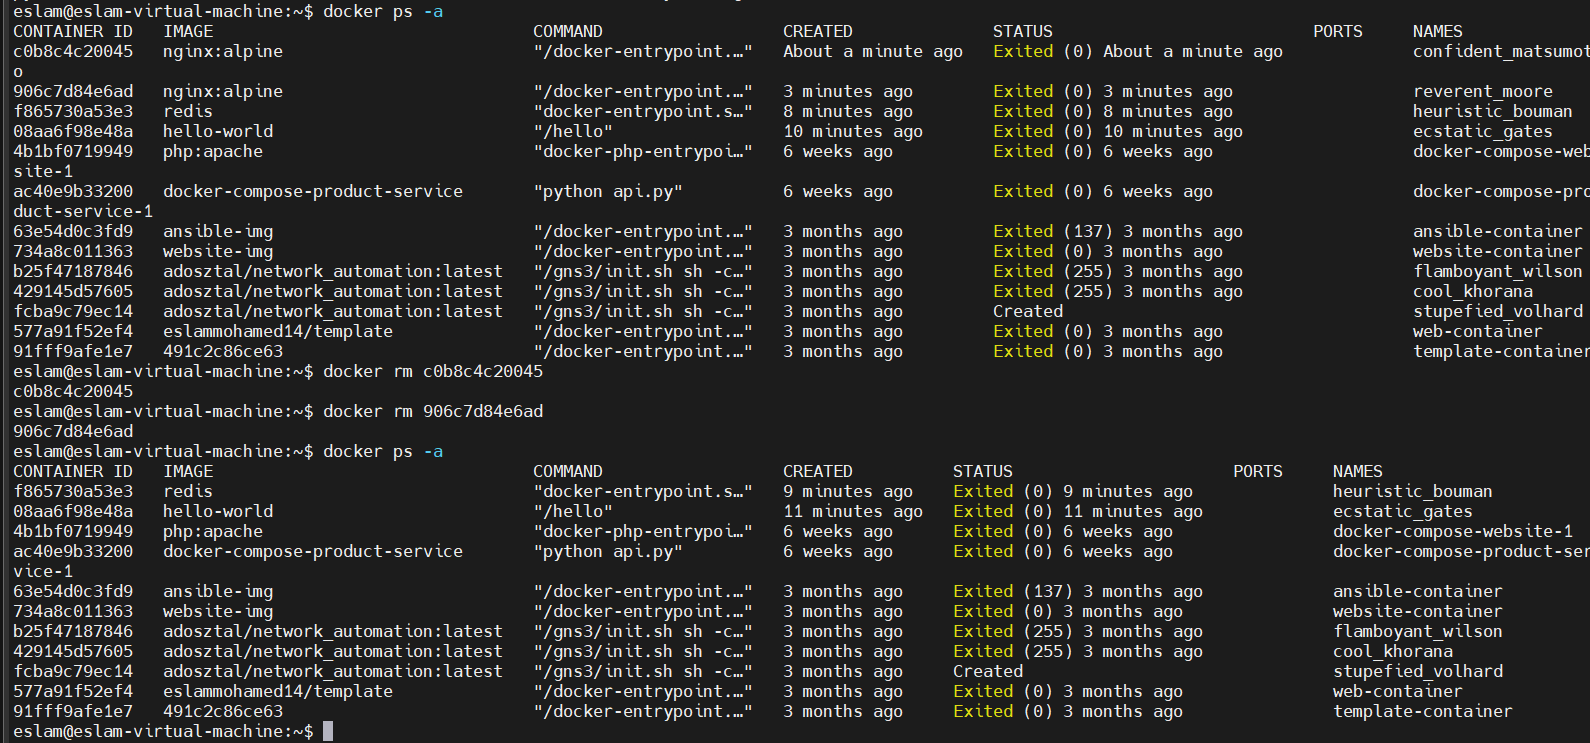 eslam@eslam-virtual-machine:~$ docker ps -a
CONTAINER ID   IMAGE                                COMMAND                  CREATED              STATUS                          PORTS     NAMES
c0b8c4c20045   nginx:alpine                         "/docker-entrypoint.…"   About a minute ago   Exited (0) About a minute ago             confident_matsumot
o
906c7d84e6ad   nginx:alpine                         "/docker-entrypoint.…"   3 minutes ago        Exited (0) 3 minutes ago                  reverent_moore
f865730a53e3   redis                                "docker-entrypoint.s…"   8 minutes ago        Exited (0) 8 minutes ago                  heuristic_bouman
08aa6f98e48a   hello-world                          "/hello"                 10 minutes ago       Exited (0) 10 minutes ago                 ecstatic_gates
4b1bf0719949   php:apache                           "docker-php-entrypoi…"   6 weeks ago          Exited (0) 6 weeks ago                    docker-compose-web
site-1
ac40e9b33200   docker-compose-product-service       "python api.py"          6 weeks ago          Exited (0) 6 weeks ago                    docker-compose-pro
duct-service-1
63e54d0c3fd9   ansible-img                          "/docker-entrypoint.…"   3 months ago         Exited (137) 3 months ago                 ansible-container
734a8c011363   website-img                          "/docker-entrypoint.…"   3 months ago         Exited (0) 3 months ago                   website-container
b25f47187846   adosztal/network_automation:latest   "/gns3/init.sh sh -c…"   3 months ago         Exited (255) 3 months ago                 flamboyant_wilson
429145d57605   adosztal/network_automation:latest   "/gns3/init.sh sh -c…"   3 months ago         Exited (255) 3 months ago                 cool_khorana
fcba9c79ec14   adosztal/network_automation:latest   "/gns3/init.sh sh -c…"   3 months ago         Created                                   stupefied_volhard
577a91f52ef4   eslammohamed14/template              "/docker-entrypoint.…"   3 months ago         Exited (0) 3 months ago                   web-container
91fff9afe1e7   491c2c86ce63                         "/docker-entrypoint.…"   3 months ago         Exited (0) 3 months ago                   template-container
eslam@eslam-virtual-machine:~$ docker rm c0b8c4c20045
c0b8c4c20045
eslam@eslam-virtual-machine:~$ docker rm 906c7d84e6ad
906c7d84e6ad
eslam@eslam-virtual-machine:~$ docker ps -a
CONTAINER ID   IMAGE                                COMMAND                  CREATED          STATUS                      PORTS     NAMES
f865730a53e3   redis                                "docker-entrypoint.s…"   9 minutes ago    Exited (0) 9 minutes ago              heuristic_bouman
08aa6f98e48a   hello-world                          "/hello"                 11 minutes ago   Exited (0) 11 minutes ago             ecstatic_gates
4b1bf0719949   php:apache                           "docker-php-entrypoi…"   6 weeks ago      Exited (0) 6 weeks ago                docker-compose-website-1
ac40e9b33200   docker-compose-product-service       "python api.py"          6 weeks ago      Exited (0) 6 weeks ago                docker-compose-product-ser
vice-1
63e54d0c3fd9   ansible-img                          "/docker-entrypoint.…"   3 months ago     Exited (137) 3 months ago             ansible-container
734a8c011363   website-img                          "/docker-entrypoint.…"   3 months ago     Exited (0) 3 months ago               website-container
b25f47187846   adosztal/network_automation:latest   "/gns3/init.sh sh -c…"   3 months ago     Exited (255) 3 months ago             flamboyant_wilson
429145d57605   adosztal/network_automation:latest   "/gns3/init.sh sh -c…"   3 months ago     Exited (255) 3 months ago             cool_khorana
fcba9c79ec14   adosztal/network_automation:latest   "/gns3/init.sh sh -c…"   3 months ago     Created                               stupefied_volhard
577a91f52ef4   eslammohamed14/template              "/docker-entrypoint.…"   3 months ago     Exited (0) 3 months ago               web-container
91fff9afe1e7   491c2c86ce63                         "/docker-entrypoint.…"   3 months ago     Exited (0) 3 months ago               template-container
eslam@eslam-virtual-machine:~$